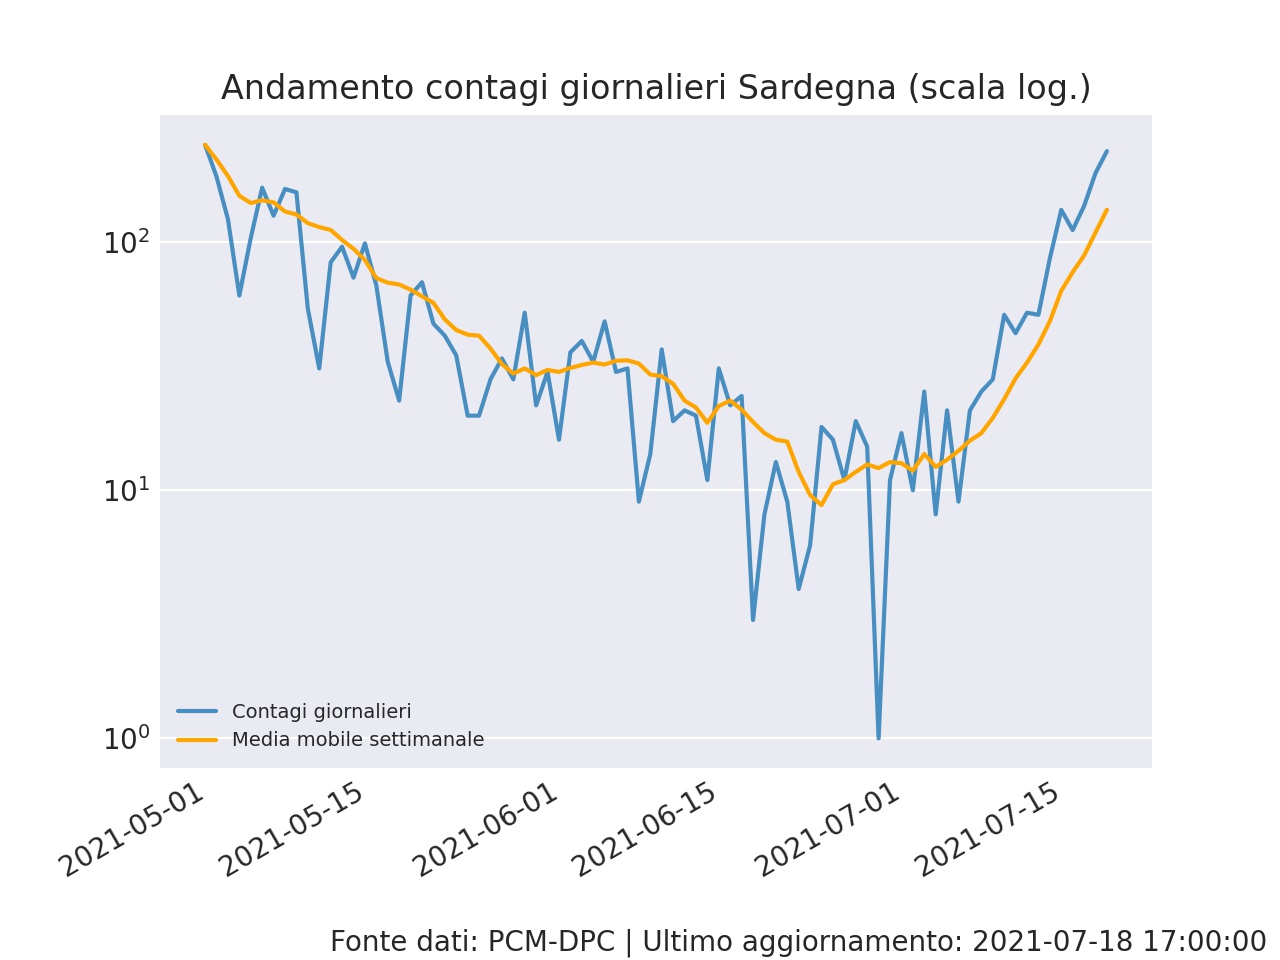 Andamento contagi giornalieri Sardegna (scala log.)
10²
10¹
10⁰
Contagi giornalieri
Media mobile settimanale
2021-05-01
2021-05-15
2021-06-01
2021-06-15
2021-07-01
2021-07-15
Fonte dati: PCM-DPC | Ultimo aggiornamento: 2021-07-18 17:00:00